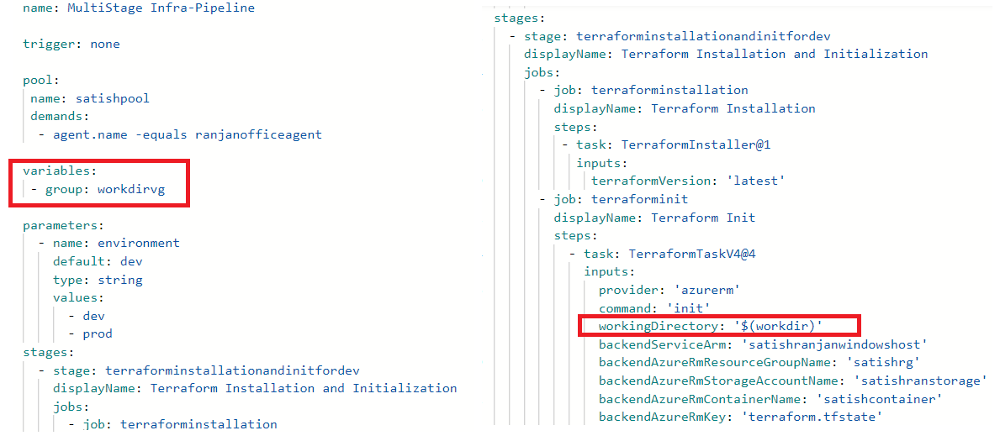 name: MultiStage Infra-Pipeline
trigger: none
pool:
name: satishpool
demands:
- agent.name -equals ranjanofficeagent
variables:
- group: workdirvg
parameters:
- name: environment
default: dev
type: string
values:
- dev
- prod
stages:
- stage: terraforminstallationandinitfordev
displayName: Terraform Installation and Initialization
jobs:
- job: terraforminstallation
stages:
- stage: terraforminstallationandinitfordev
displayName: Terraform Installation and Initialization
jobs:
- job: terraforminstallation
displayName: Terraform Installation
steps:
- task: TerraformInstaller@1
inputs:
terraformVersion: 'latest'
- job: terraforminit
displayName: Terraform Init
steps:
- task: TerraformTaskV4@4
inputs:
provider: 'azurerm'
command: 'init'
workingDirectory: '$(workdir)'
backendServiceArm: 'satishranjanwindowshost'
backendAzureRmResourceGroupName: 'satishrg'
backendAzureRmStorageAccountName: 'satishranstorage'
backendAzureRmContainerName: 'satishcontainer'
backendAzureRmKey: 'terraform.tfstate'